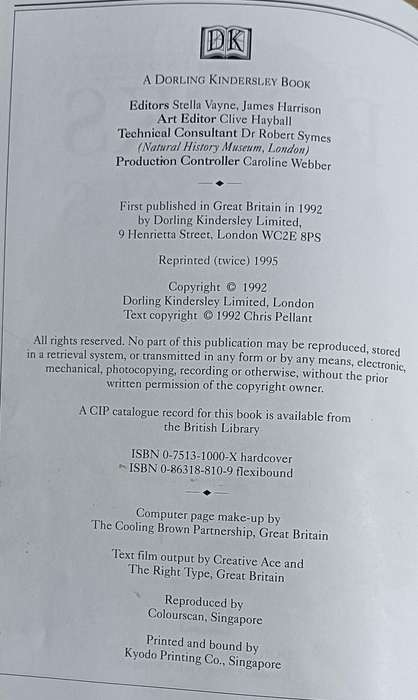 DK
A DORLING KINDERSLEY BOOK
Editors Stella Vayne, James Harrison
Art Editor Clive Hayball
Technical Consultant Dr Robert Symes
(Natural History Museum, London)
Production Controller Caroline Webber
First published in Great Britain in 1992
by Dorling Kindersley Limited,
9 Henrietta Street, London WC2E 8PS
Reprinted (twice) 1995
Copyright © 1992
Dorling Kindersley Limited, London
Text copyright © 1992 Chris Pellant
All rights reserved. No part of this publication may be reproduced, stored
in a retrieval system, or transmitted in any form or by any means, electronic,
mechanical, photocopying, recording or otherwise, without the prior
written permission of the copyright owner.
A CIP catalogue record for this book is available from
the British Library
ISBN 0-7513-1000-X hardcover
ISBN 0-86318-810-9 flexibound
Computer page make-up by
The Cooling Brown Partnership, Great Britain
Text film output by Creative Ace and
The Right Type, Great Britain
Reproduced by
Colourscan, Singapore
Printed and bound by
Kyodo Printing Co., Singapore